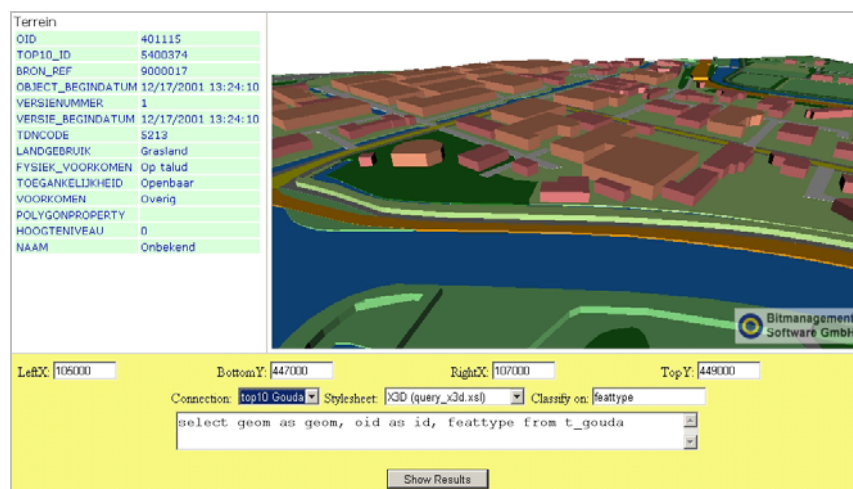 Terrein
OID 401115
TOP10_ID 5400374
BRON_REF 9000017
OBJECT_BEGINDATUM 12/17/2001 13:24:10
VERSIENUMMER 1
VERSIE_BEGINDATUM 12/17/2001 13:24:10
TDNCODE 5213
LANDGEBRUIK Grasland
FYSIEK_VOORKOMEN Op talud
TOEGANKELIJKHEID Openbaar
VOORKOMEN Overig
POLYGONPROPERTY
HOOGTENIVEAU 0
NAAM Onbekend
Bitmanagement
Software GmbH
LeftX: 105000 BottomY: 447000 RightX: 107000 TopY: 449000
Connection: top10 Gouda Stylesheet: X3D (query_x3d.xsl) Classify on: feattype
select geom as geom, oid as id, feattype from t_gouda
Show Results